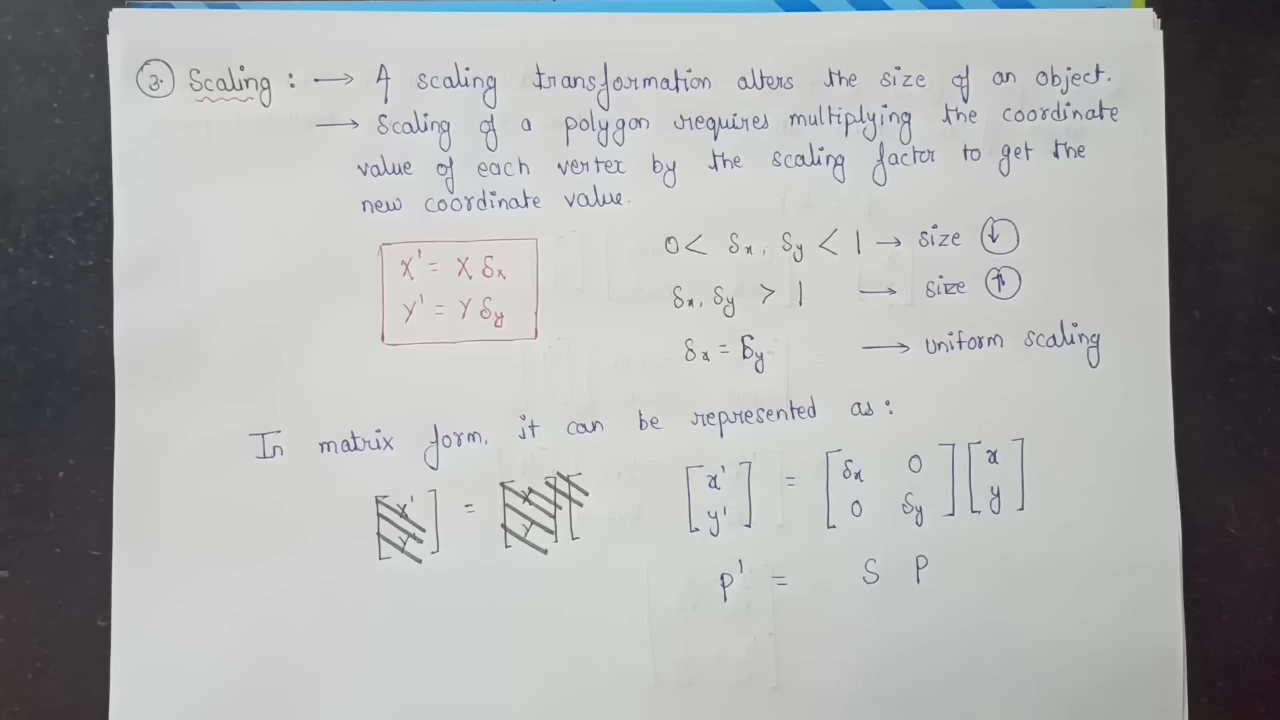 ③. Scaling : → A scaling transformation alters the size of an object.
→ Scaling of a polygon requires multiplying the coordinate
value of each vertex by the scaling factor to get the
new coordinate value.
X' = X Sx
Y' = Y Sy
0 < Sx, Sy < 1 → size ↓
Sx, Sy > 1 → size ↑
Sx = Sy → uniform scaling
In matrix form, it can be represented as :
[x' y'] = [Sx 0 0 Sy] [x y]
P' = S P